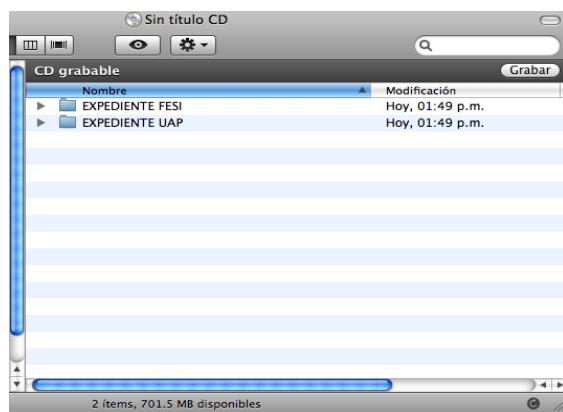 Sin título CD
CD grabable Grabar
Nombre Modificación
EXPEDIENTE FESI Hoy, 01:49 p.m.
EXPEDIENTE UAP Hoy, 01:49 p.m.
2 ítems, 701.5 MB disponibles